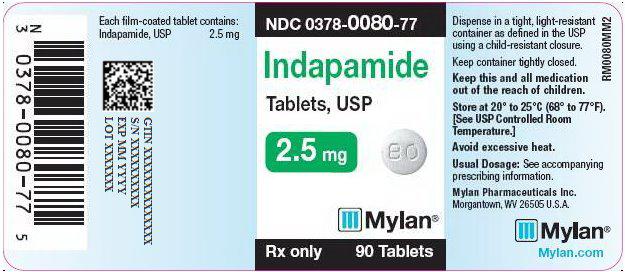 N
3 0378-0080-77 5
Each film-coated tablet contains:
Indapamide, USP 2.5 mg
GTIN XXXXXXXXXXXXXX
S/N XXXXXXXXXXXX
EXP MM YYYY
LOT XXXXXX
NDC 0378-0080-77
Indapamide
Tablets, USP
2.5 mg
80
Mylan®
Rx only 90 Tablets
Dispense in a tight, light-resistant
container as defined in the USP
using a child-resistant closure.
Keep container tightly closed.
Keep this and all medication
out of the reach of children.
Store at 20° to 25°C (68° to 77°F).
[See USP Controlled Room
Temperature.]
Avoid excessive heat.
Usual Dosage: See accompanying
prescribing information.
Mylan Pharmaceuticals Inc.
Morgantown, WV 26505 U.S.A.
Mylan®
Mylan.com
RM0080MM2